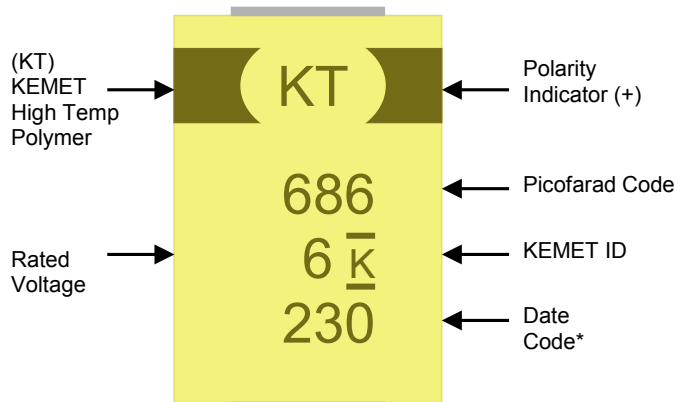 (KT)
KEMET
High Temp
Polymer
KT
Polarity
Indicator (+)
686
Picofarad Code
Rated
Voltage
6 K
KEMET ID
230
Date
Code*